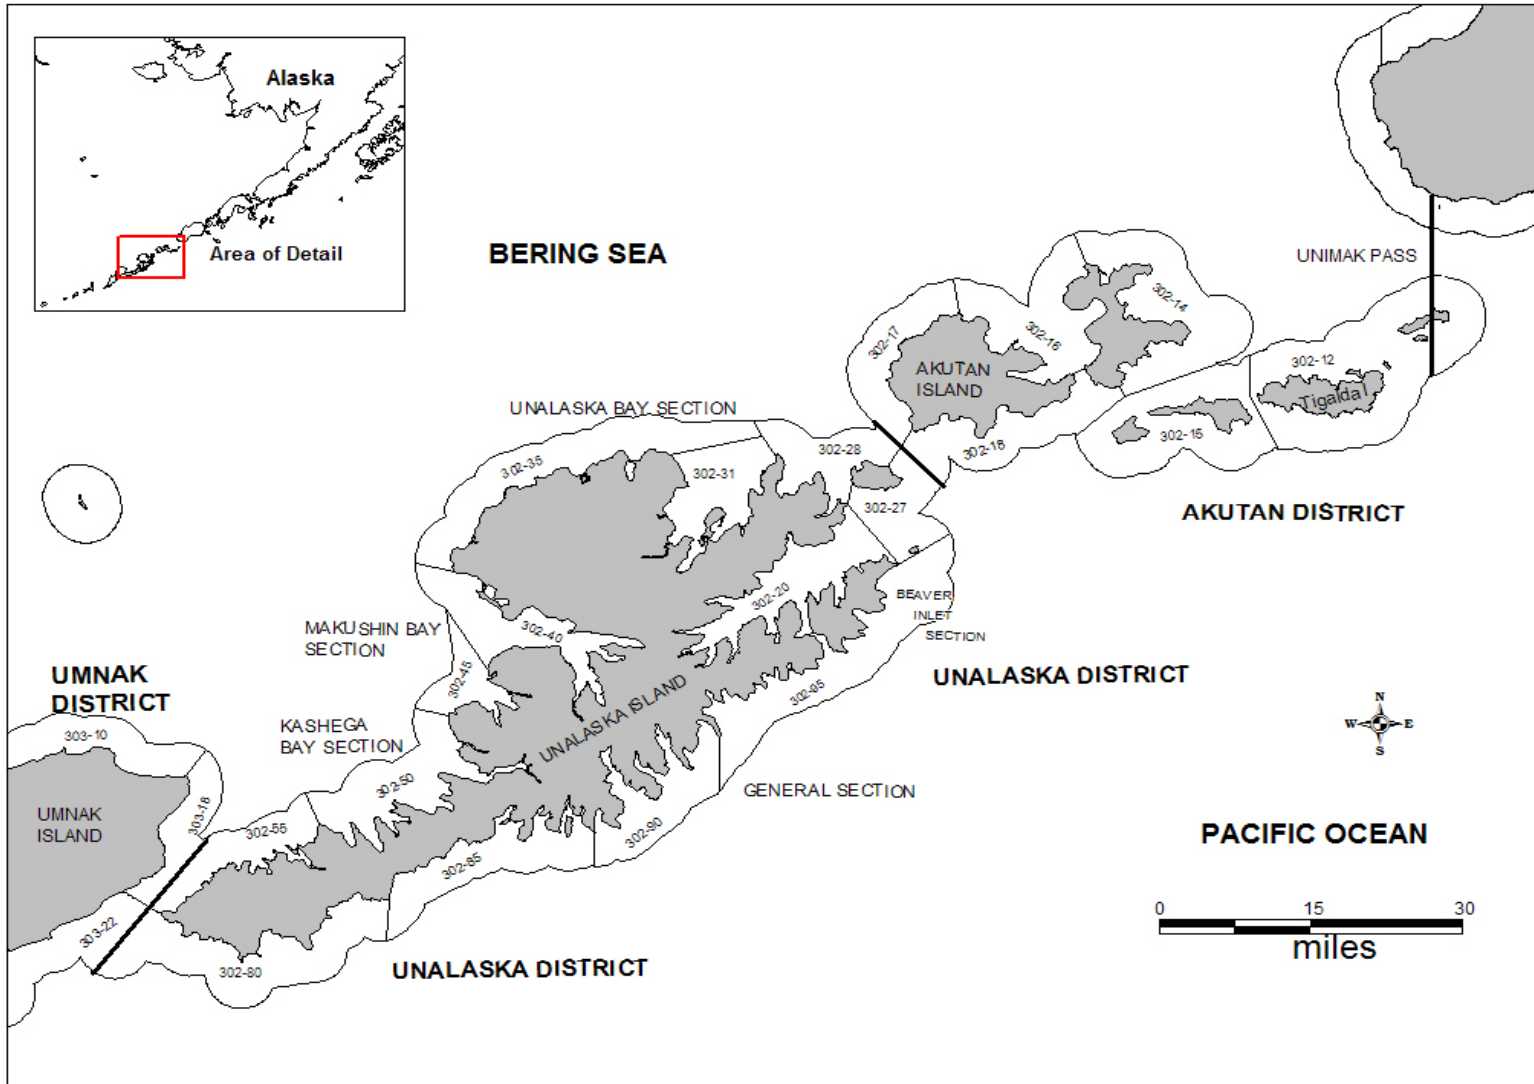 Alaska
Area of Detail
BERING SEA
UNIMAK PASS
302-14
302-17
302-16
302-12
AKUTAN
ISLAND
Tigalda I
UNALASKA BAY SECTION
302-15
302-18
302-28
302-35
302-31
302-27
AKUTAN DISTRICT
302-20
BEAVER
INLET
SECTION
302-40
MAKUSHIN BAY
SECTION
302-45
UMNAK
DISTRICT
UNALASKA DISTRICT
UNALASKA ISLAND
302-95
N
W
E
S
KASHEGA
BAY SECTION
303-10
302-50
GENERAL SECTION
UMNAK
ISLAND
303-18
302-55
302-90
PACIFIC OCEAN
302-85
0 15 30
miles
303-22
302-80
UNALASKA DISTRICT